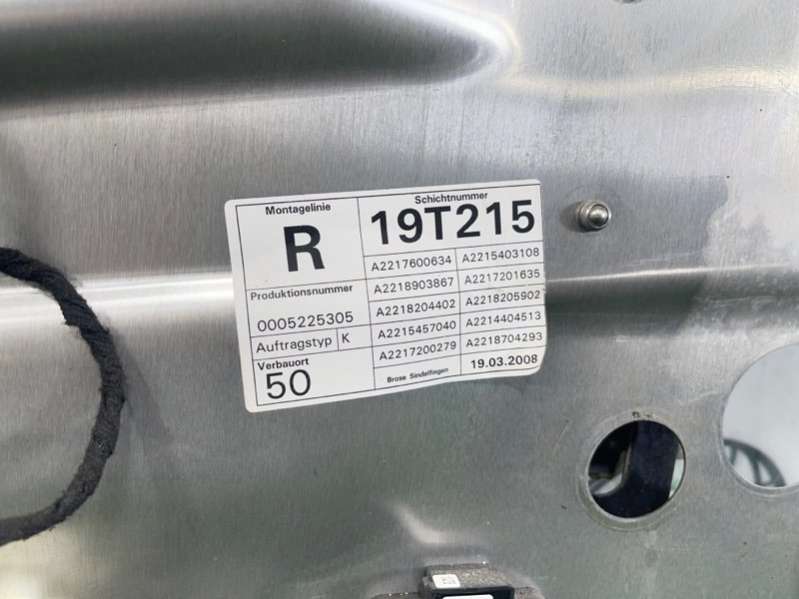 Montagelinie
R
Schichtnummer
19T215
Produktionsnummer
0005225305
Auftragstyp K
Verbauort
50
A2217600634 A2215403108
A2218903867 A2217201635
A2218204402 A2218205902
A2215457040 A2214404513
A2217200279 A2218704293
Brose Sindelfingen 19.03.2008